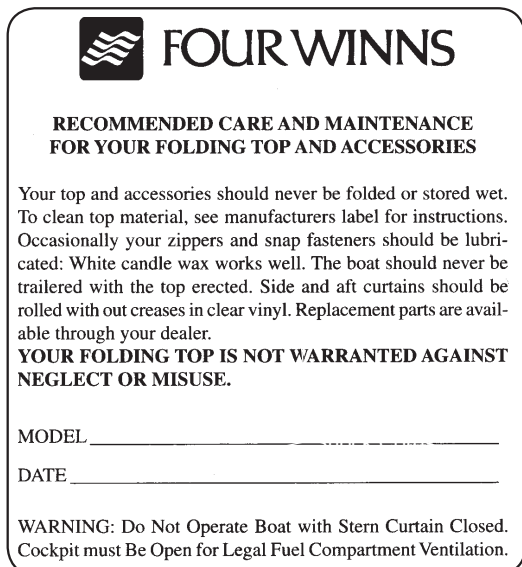 FOUR WINNS
RECOMMENDED CARE AND MAINTENANCE
FOR YOUR FOLDING TOP AND ACCESSORIES
Your top and accessories should never be folded or stored wet.
To clean top material, see manufacturers label for instructions.
Occasionally your zippers and snap fasteners should be lubri-
cated: White candle wax works well. The boat should never be
trailered with the top erected. Side and aft curtains should be
rolled with out creases in clear vinyl. Replacement parts are avail-
able through your dealer.
YOUR FOLDING TOP IS NOT WARRANTED AGAINST
NEGLECT OR MISUSE.
MODEL
DATE
WARNING: Do Not Operate Boat with Stern Curtain Closed.
Cockpit must Be Open for Legal Fuel Compartment Ventilation.